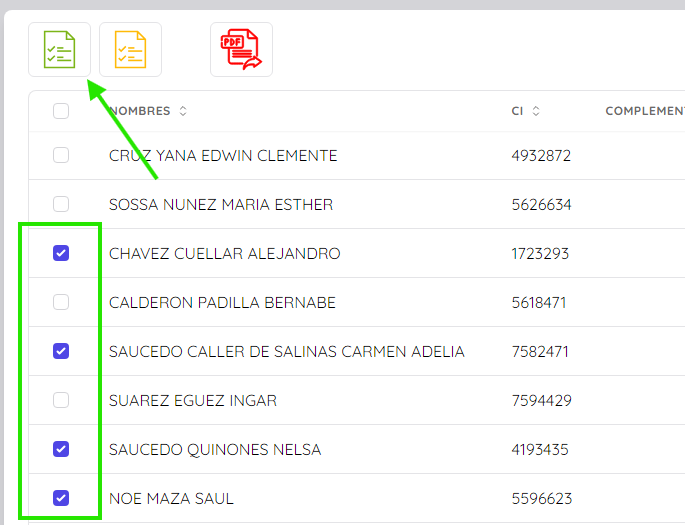 PDF
NOMBRES CI COMPLEMENT
CRUZ YANA EDWIN CLEMENTE 4932872
SOSSA NUNEZ MARIA ESTHER 5626634
CHAVEZ CUELLAR ALEJANDRO 1723293
CALDERON PADILLA BERNABE 5618471
SAUCEDO CALLER DE SALINAS CARMEN ADELIA 7582471
SUAREZ EGUEZ INGAR 7594429
SAUCEDO QUINONES NELSA 4193435
NOE MAZA SAUL 5596623